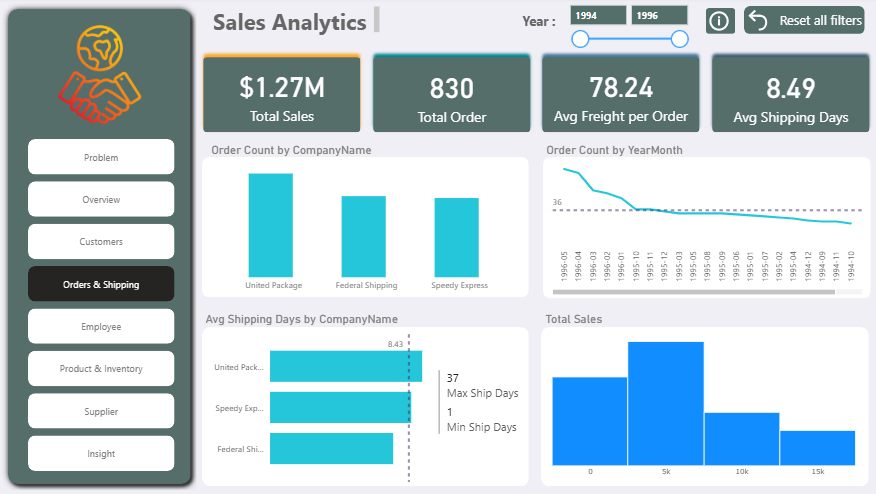 Sales Analytics
Year :
1994
1996
Reset all filters
Problem
Overview
Customers
Orders & Shipping
Employee
Product & Inventory
Supplier
Insight
$1.27M
Total Sales
830
Total Order
78.24
Avg Freight per Order
8.49
Avg Shipping Days
Order Count by CompanyName
United Package
Federal Shipping
Speedy Express
Order Count by YearMonth
36
1996-05
1996-04
1996-03
1996-02
1996-01
1995-10
1995-11
1995-12
1995-03
1995-05
1995-08
1995-09
1995-06
1995-01
1995-07
1995-02
1995-04
1994-12
1994-09
1994-11
1994-10
Avg Shipping Days by CompanyName
8.43
United Pack...
Speedy Exp...
Federal Shi...
37
Max Ship Days
1
Min Ship Days
Total Sales
0
5k
10k
15k